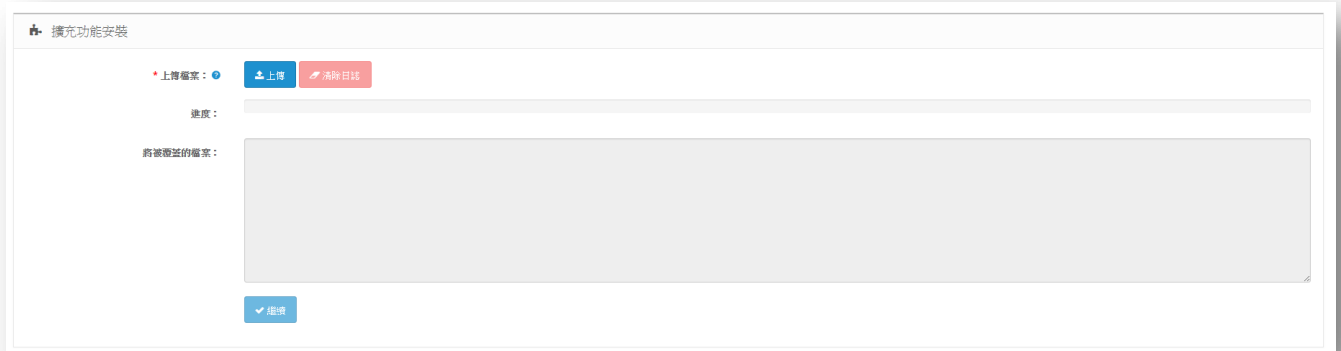 擴充功能安裝
* 上傳檔案：
上傳
清除日誌
進度：
將被覆蓋的檔案：
繼續